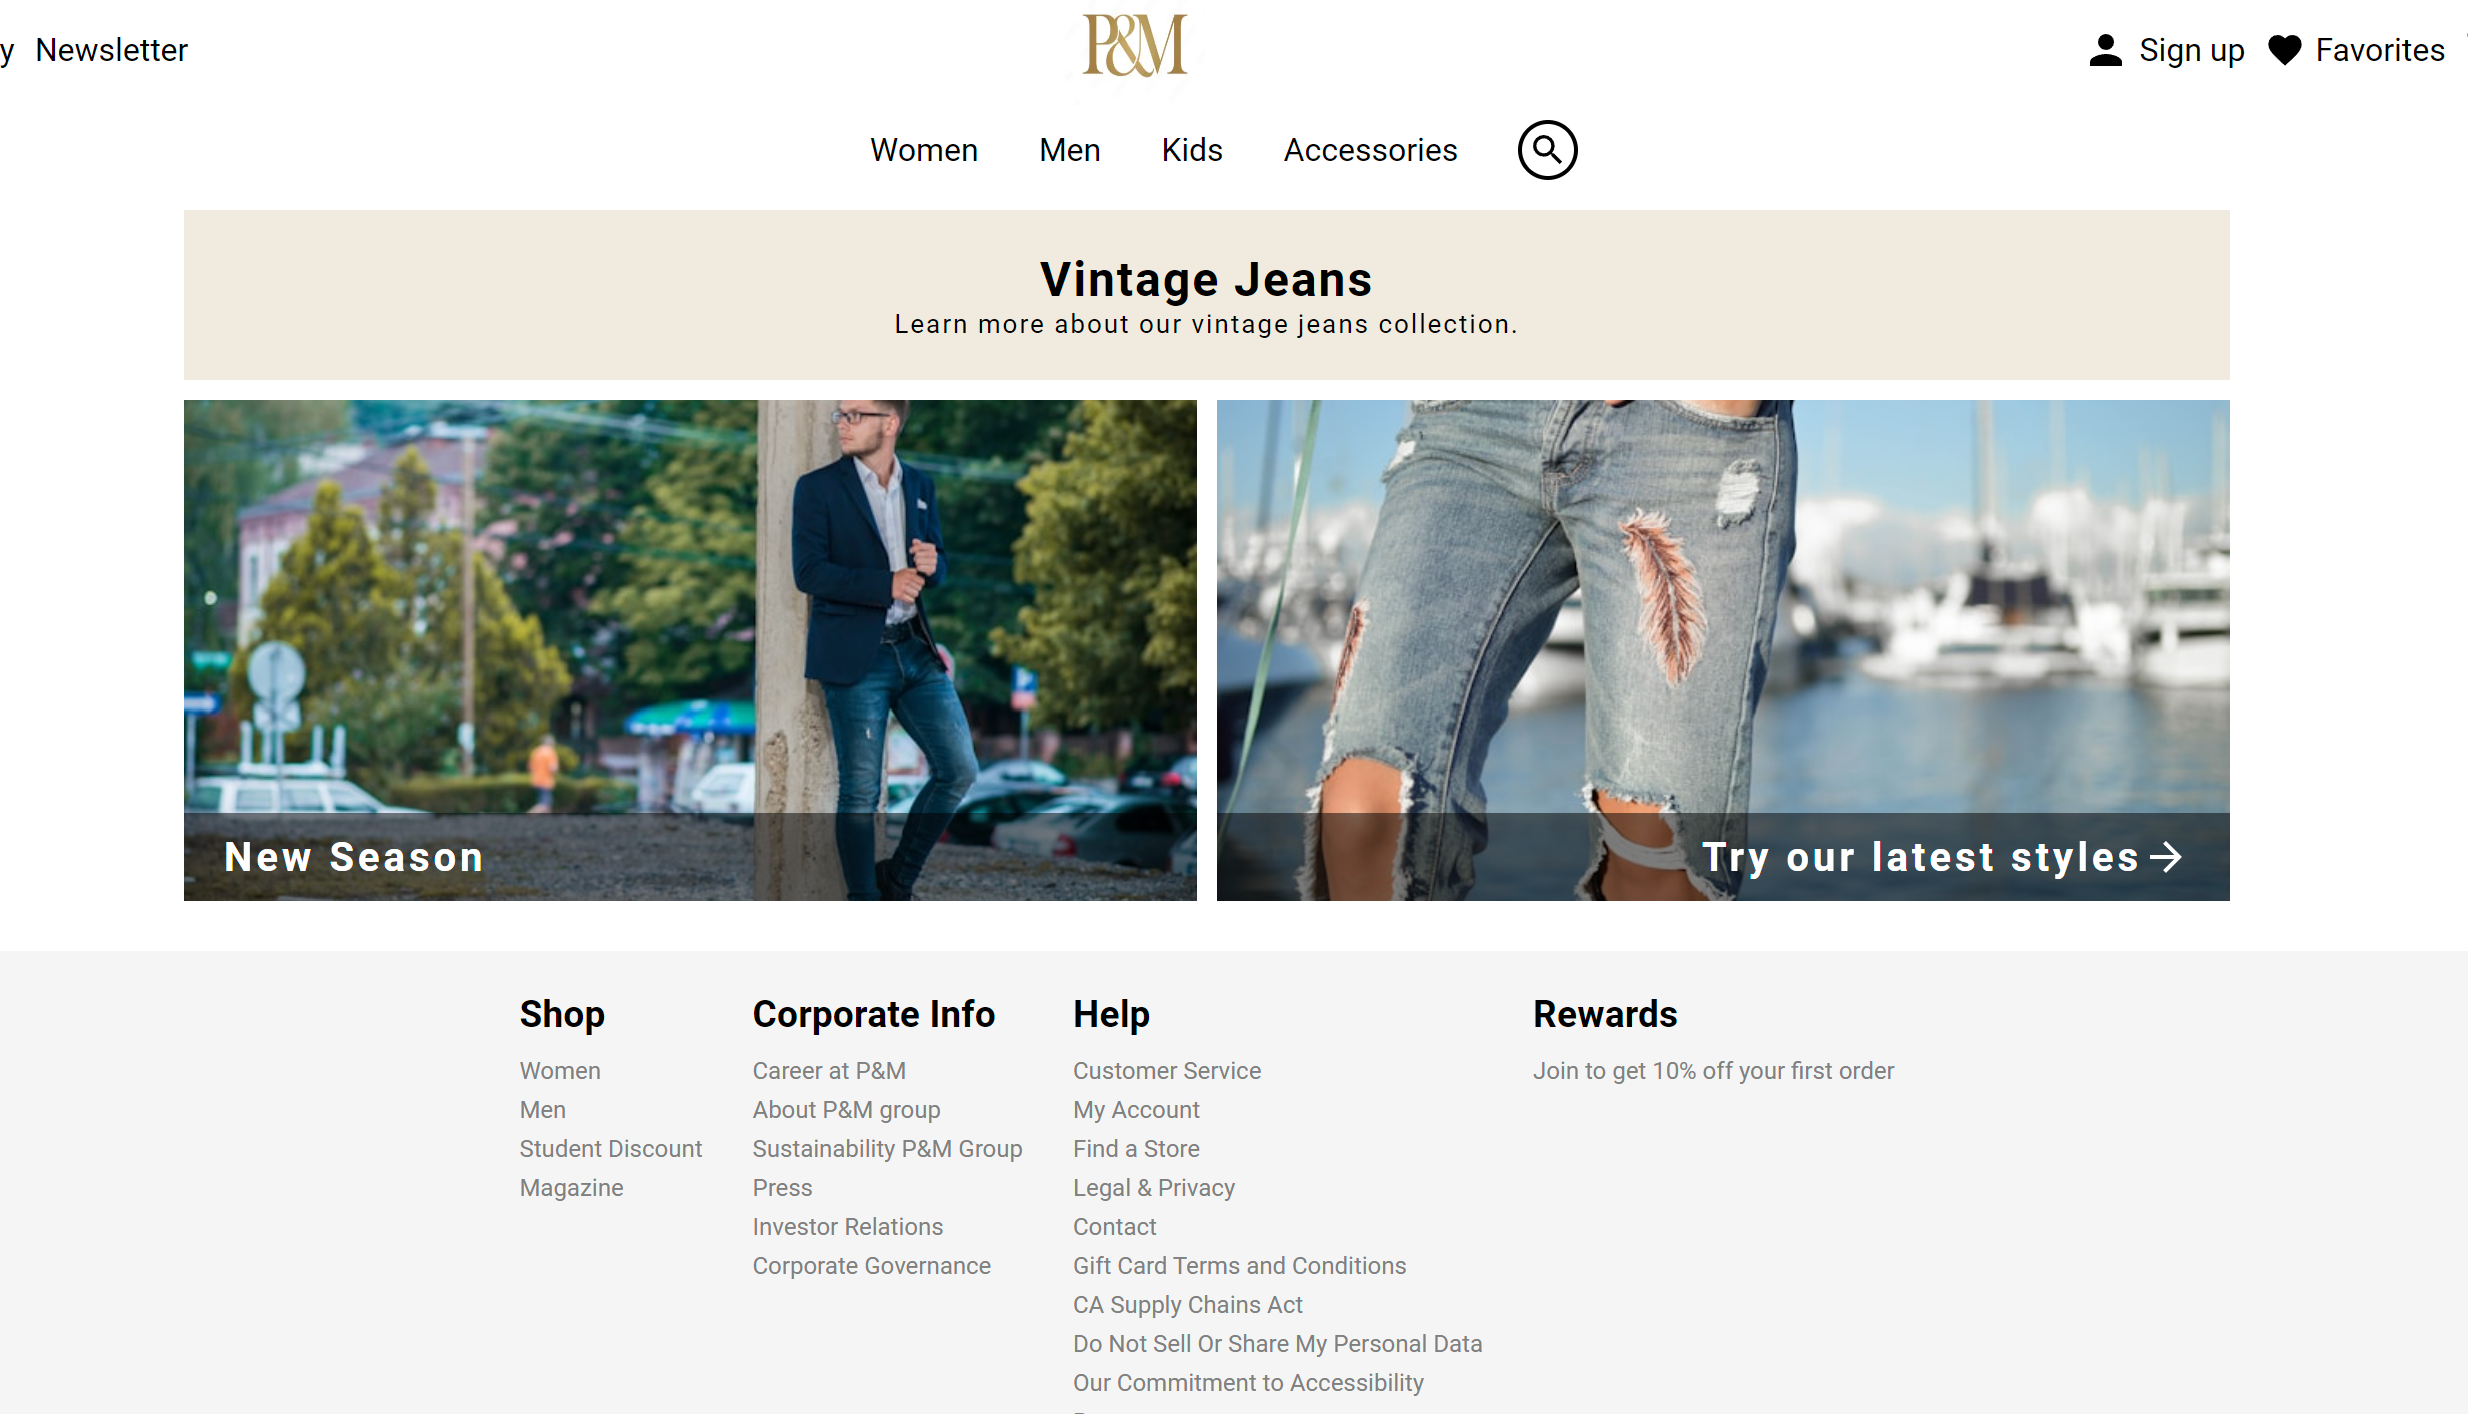 y Newsletter
P&M
Sign up Favorites
Women Men Kids Accessories
Vintage Jeans
Learn more about our vintage jeans collection.
New Season
Try our latest styles
Shop
Women
Men
Student Discount
Magazine
Corporate Info
Career at P&M
About P&M group
Sustainability P&M Group
Press
Investor Relations
Corporate Governance
Help
Customer Service
My Account
Find a Store
Legal & Privacy
Contact
Gift Card Terms and Conditions
CA Supply Chains Act
Do Not Sell Or Share My Personal Data
Our Commitment to Accessibility
Rewards
Join to get 10% off your first order